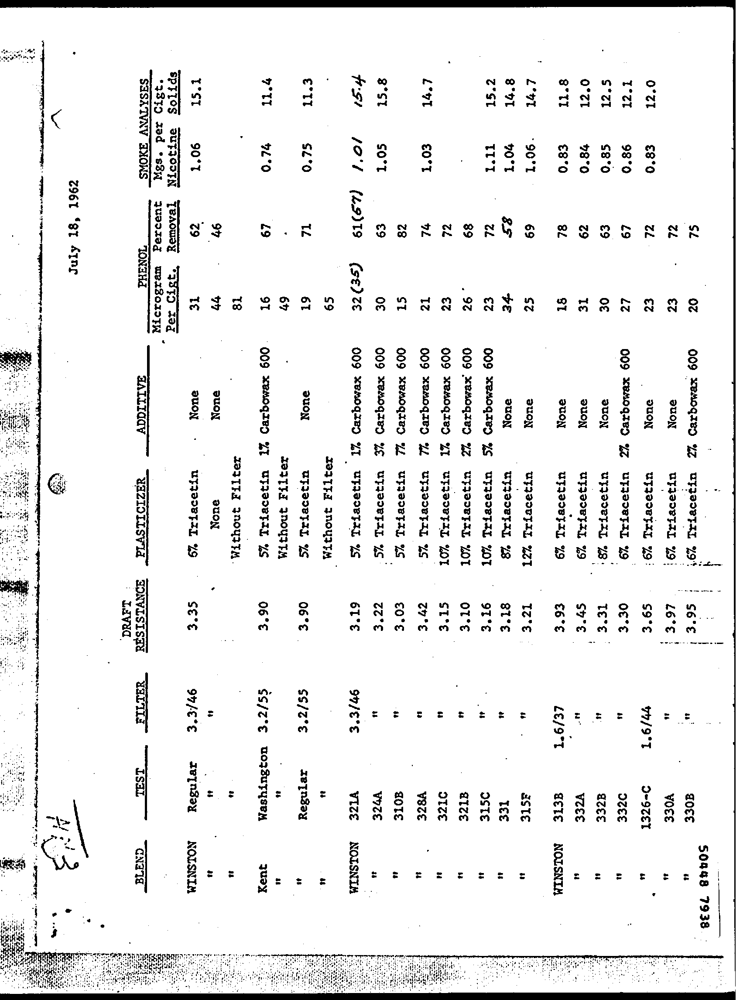 July 18, 1962
BLEND TEST FILTER DRAFT RESISTANCE PLASTICIZER ADDITIVE PHENOL Microgram Per Cigt. Percent Removal SMOKE ANALYSES Mgs. per Cigt. Nicotine Solids
WINSTON Regular 3.3/46 3.35 6% Triacetin None 31 62 1.06 15.1
" " " None None 44 46
" " Without Filter 81
Kent Washington 3.2/55 3.90 5% Triacetin 1% Carbowax 600 16 67 0.74 11.4
" " Without Filter 49
" Regular 3.2/55 3.90 5% Triacetin None 19 71 0.75 11.3
" " Without Filter 65
WINSTON 321A 3.3/46 3.19 5% Triacetin 1% Carbowax 600 32 (35) 61 (57) 1.01 15.4
" 324A " 3.22 5% Triacetin 3% Carbowax 600 30 63 1.05 15.8
" 310B " 3.03 5% Triacetin 7% Carbowax 600 15 82
" 328A " 3.42 5% Triacetin 7% Carbowax 600 21 74 1.03 14.7
" 321C " 3.15 10% Triacetin 1% Carbowax 600 23 72
" 321B " 3.10 10% Triacetin 2% Carbowax 600 26 68
" 315C " 3.16 10% Triacetin 5% Carbowax 600 23 72 1.11 15.2
" 331 " 3.18 8% Triacetin None 34 58 1.04 14.8
" 315F " 3.21 12% Triacetin None 25 69 1.06 14.7
WINSTON 313B 1.6/37 3.93 6% Triacetin None 18 78 0.83 11.8
" 332A " 3.45 6% Triacetin None 31 62 0.84 12.0
" 332B " 3.31 8% Triacetin None 30 63 0.85 12.5
" 332C " 3.30 6% Triacetin 2% Carbowax 600 27 67 0.86 12.1
" 1326-C 1.6/44 3.65 6% Triacetin None 23 72 0.83 12.0
" 330A " 3.97 6% Triacetin None 23 72
" 330B " 3.95 6% Triacetin 2% Carbowax 600 20 75
50448 7938